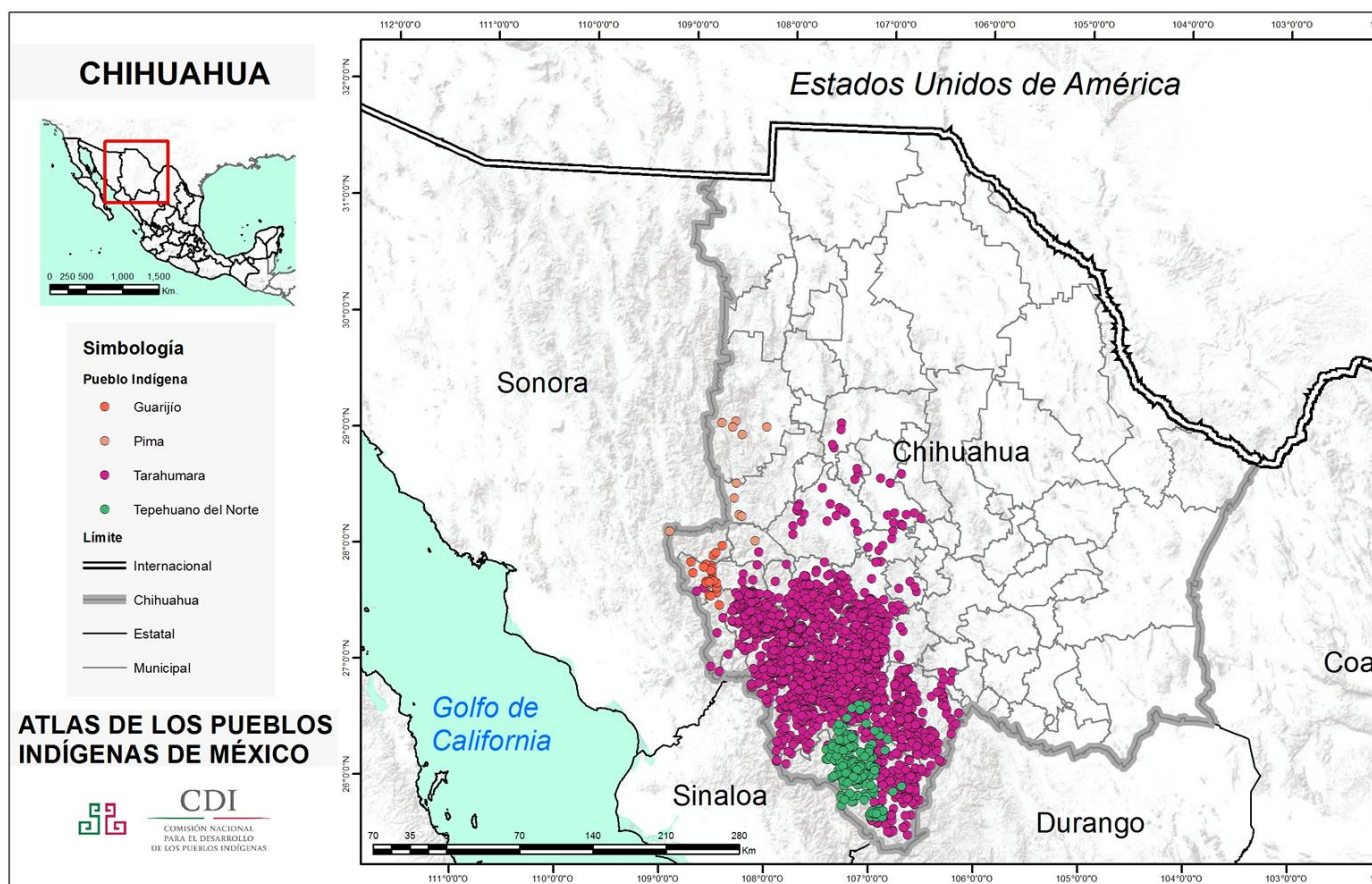 CHIHUAHUA
0 250 500 1,000 1,500
Km.
Simbología
Pueblo Indígena
Guarijío
Pima
Tarahumara
Tepehuano del Norte
Límite
Internacional
Chihuahua
Estatal
Municipal
ATLAS DE LOS PUEBLOS
INDÍGENAS DE MÉXICO
CDI
COMISIÓN NACIONAL
PARA EL DESARROLLO
DE LOS PUEBLOS INDÍGENAS
112°0'0"O 111°0'0"O 110°0'0"O 109°0'0"O 108°0'0"O 107°0'0"O 106°0'0"O 105°0'0"O 104°0'0"O 103°0'0"O
32°0'0"N
31°0'0"N
30°0'0"N
29°0'0"N
28°0'0"N
27°0'0"N
26°0'0"N
Estados Unidos de América
Sonora
Chihuahua
Coa
Golfo de
California
Sinaloa
Durango
70 35 0 70 140 210 280
Km
111°0'0"O 110°0'0"O 109°0'0"O 108°0'0"O 107°0'0"O 106°0'0"O 105°0'0"O 104°0'0"O 103°0'0"O